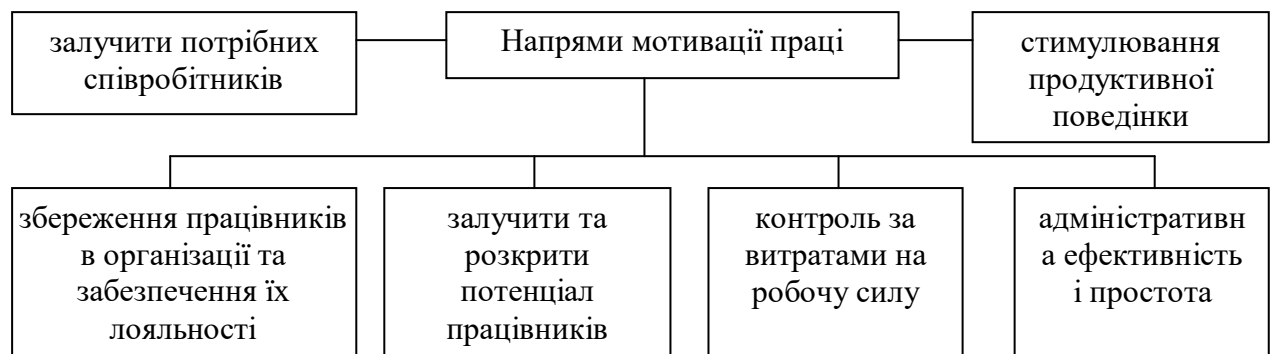 залучити потрібних
співробітників
Напрями мотивації праці
стимулювання
продуктивної
поведінки
збереження працівників
в організації та
забезпечення їх
лояльності
залучити та
розкрити
потенціал
працівників
контроль за
витратами на
робочу силу
адміністративн
а ефективність
і простота